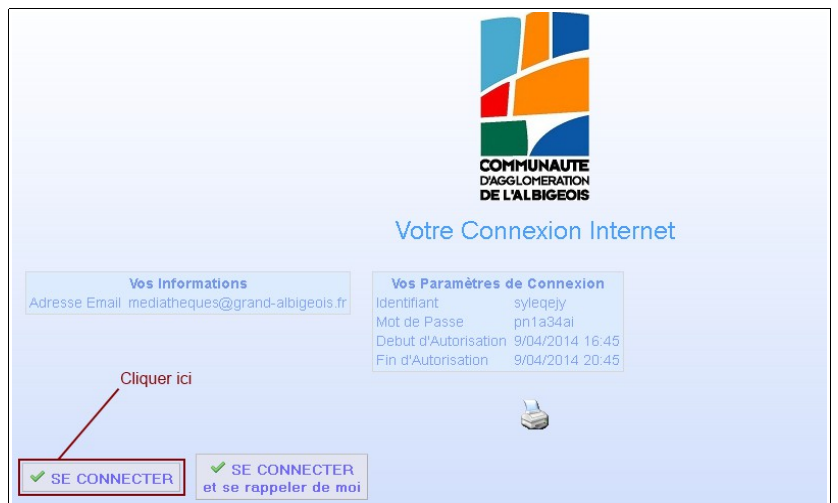 COMMUNAUTE
D'AGGLOMERATION
DE L'ALBIGEOIS
Votre Connexion Internet
Vos Informations
Adresse Email mediatheques@grand-albigeois.fr
Vos Paramètres de Connexion
Identifiant syleqejy
Mot de Passe pn1a34ai
Debut d'Autorisation 9/04/2014 16:45
Fin d'Autorisation 9/04/2014 20:45
Cliquer ici
SE CONNECTER
SE CONNECTER
et se rappeler de moi